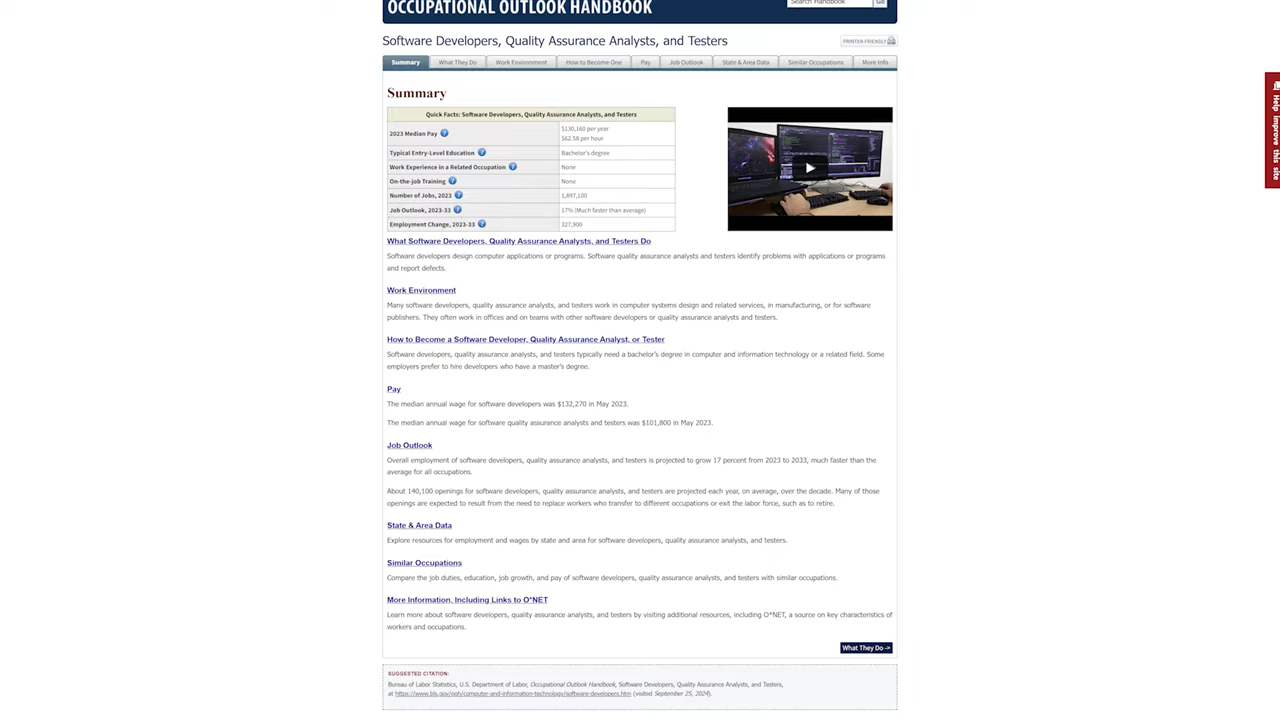 OCCUPATIONAL OUTLOOK HANDBOOK
Search Handbook Go
Software Developers, Quality Assurance Analysts, and Testers
PRINTER-FRIENDLY
Summary What They Do Work Environment How to Become One Pay Job Outlook State & Area Data Similar Occupations More Info
Summary
Quick Facts: Software Developers, Quality Assurance Analysts, and Testers
2023 Median Pay ? $130,160 per year
$62.58 per hour
Typical Entry-Level Education ? Bachelor's degree
Work Experience in a Related Occupation ? None
On-the-job Training ? None
Number of Jobs, 2023 ? 1,897,100
Job Outlook, 2023-33 ? 17% (Much faster than average)
Employment Change, 2023-33 ? 327,900
What Software Developers, Quality Assurance Analysts, and Testers Do
Software developers design computer applications or programs. Software quality assurance analysts and testers identify problems with applications or programs
and report defects.
Work Environment
Many software developers, quality assurance analysts, and testers work in computer systems design and related services, in manufacturing, or for software
publishers. They often work in offices and on teams with other software developers or quality assurance analysts and testers.
How to Become a Software Developer, Quality Assurance Analyst, or Tester
Software developers, quality assurance analysts, and testers typically need a bachelor's degree in computer and information technology or a related field. Some
employers prefer to hire developers who have a master's degree.
Pay
The median annual wage for software developers was $132,270 in May 2023.
The median annual wage for software quality assurance analysts and testers was $101,800 in May 2023.
Job Outlook
Overall employment of software developers, quality assurance analysts, and testers is projected to grow 17 percent from 2023 to 2033, much faster than the
average for all occupations.
About 140,100 openings for software developers, quality assurance analysts, and testers are projected each year, on average, over the decade. Many of those
openings are expected to result from the need to replace workers who transfer to different occupations or exit the labor force, such as to retire.
State & Area Data
Explore resources for employment and wages by state and area for software developers, quality assurance analysts, and testers.
Similar Occupations
Compare the job duties, education, job growth, and pay of software developers, quality assurance analysts, and testers with similar occupations.
More Information, Including Links to O*NET
Learn more about software developers, quality assurance analysts, and testers by visiting additional resources, including O*NET, a source on key characteristics of
workers and occupations.
What They Do ->
SUGGESTED CITATION:
Bureau of Labor Statistics, U.S. Department of Labor, Occupational Outlook Handbook, Software Developers, Quality Assurance Analysts, and Testers,
at https://www.bls.gov/ooh/computer-and-information-technology/software-developers.htm (visited September 25, 2024).
Help improve this site